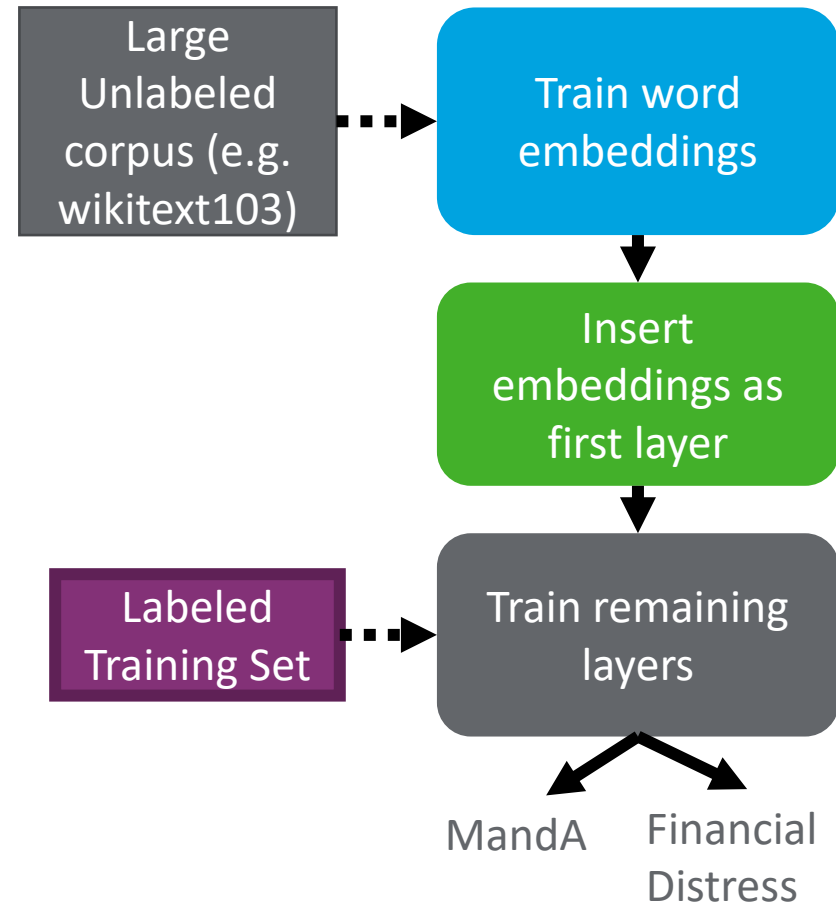 Large
Unlabeled
corpus (e.g.
wikitext103)
Train word
embeddings
Insert
embeddings as
first layer
Labeled
Training Set
Train remaining
layers
MandA
Financial
Distress